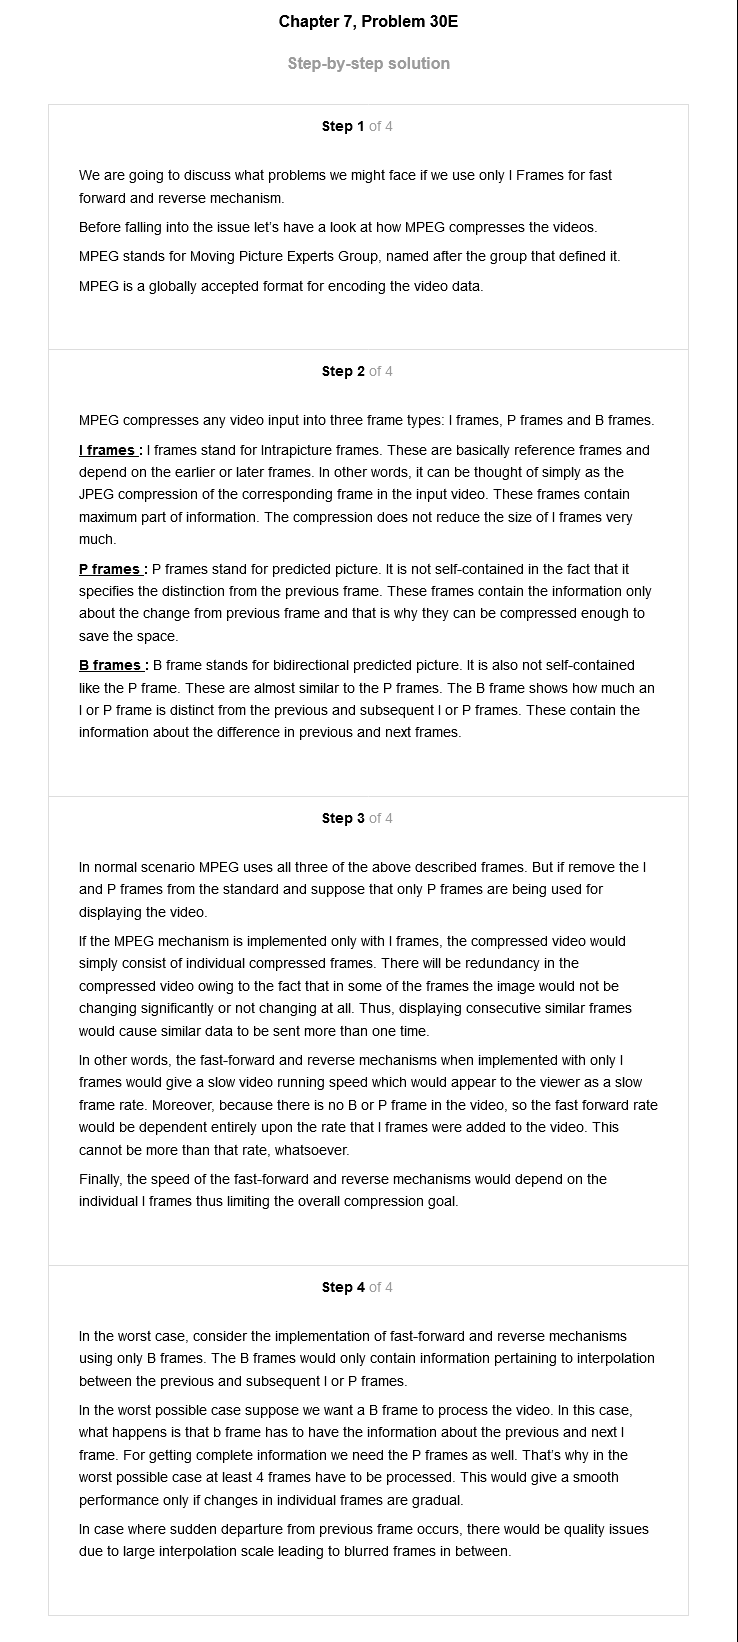 Chapter 7, Problem 30E
Step-by-step solution
Step 1 of 4
We are going to discuss what problems we might face if we use only I Frames for fast
forward and reverse mechanism.
Before falling into the issue let's have a look at how MPEG compresses the videos.
MPEG stands for Moving Picture Experts Group, named after the group that defined it.
MPEG is a globally accepted format for encoding the video data.
Step 2 of 4
MPEG compresses any video input into three frame types: I frames, P frames and B frames.
I frames : I frames stand for Intrapicture frames. These are basically reference frames and
depend on the earlier or later frames. In other words, it can be thought of simply as the
JPEG compression of the corresponding frame in the input video. These frames contain
maximum part of information. The compression does not reduce the size of I frames very
much.
P frames : P frames stand for predicted picture. It is not self-contained in the fact that it
specifies the distinction from the previous frame. These frames contain the information only
about the change from previous frame and that is why they can be compressed enough to
save the space.
B frames : B frame stands for bidirectional predicted picture. It is also not self-contained
like the P frame. These are almost similar to the P frames. The B frame shows how much an
I or P frame is distinct from the previous and subsequent I or P frames. These contain the
information about the difference in previous and next frames.
Step 3 of 4
In normal scenario MPEG uses all three of the above described frames. But if remove the I
and P frames from the standard and suppose that only P frames are being used for
displaying the video.
If the MPEG mechanism is implemented only with I frames, the compressed video would
simply consist of individual compressed frames. There will be redundancy in the
compressed video owing to the fact that in some of the frames the image would not be
changing significantly or not changing at all. Thus, displaying consecutive similar frames
would cause similar data to be sent more than one time.
In other words, the fast-forward and reverse mechanisms when implemented with only I
frames would give a slow video running speed which would appear to the viewer as a slow
frame rate. Moreover, because there is no B or P frame in the video, so the fast forward rate
would be dependent entirely upon the rate that I frames were added to the video. This
cannot be more than that rate, whatsoever.
Finally, the speed of the fast-forward and reverse mechanisms would depend on the
individual I frames thus limiting the overall compression goal.
Step 4 of 4
In the worst case, consider the implementation of fast-forward and reverse mechanisms
using only B frames. The B frames would only contain information pertaining to interpolation
between the previous and subsequent I or P frames.
In the worst possible case suppose we want a B frame to process the video. In this case,
what happens is that b frame has to have the information about the previous and next I
frame. For getting complete information we need the P frames as well. That's why in the
worst possible case at least 4 frames have to be processed. This would give a smooth
performance only if changes in individual frames are gradual.
In case where sudden departure from previous frame occurs, there would be quality issues
due to large interpolation scale leading to blurred frames in between.